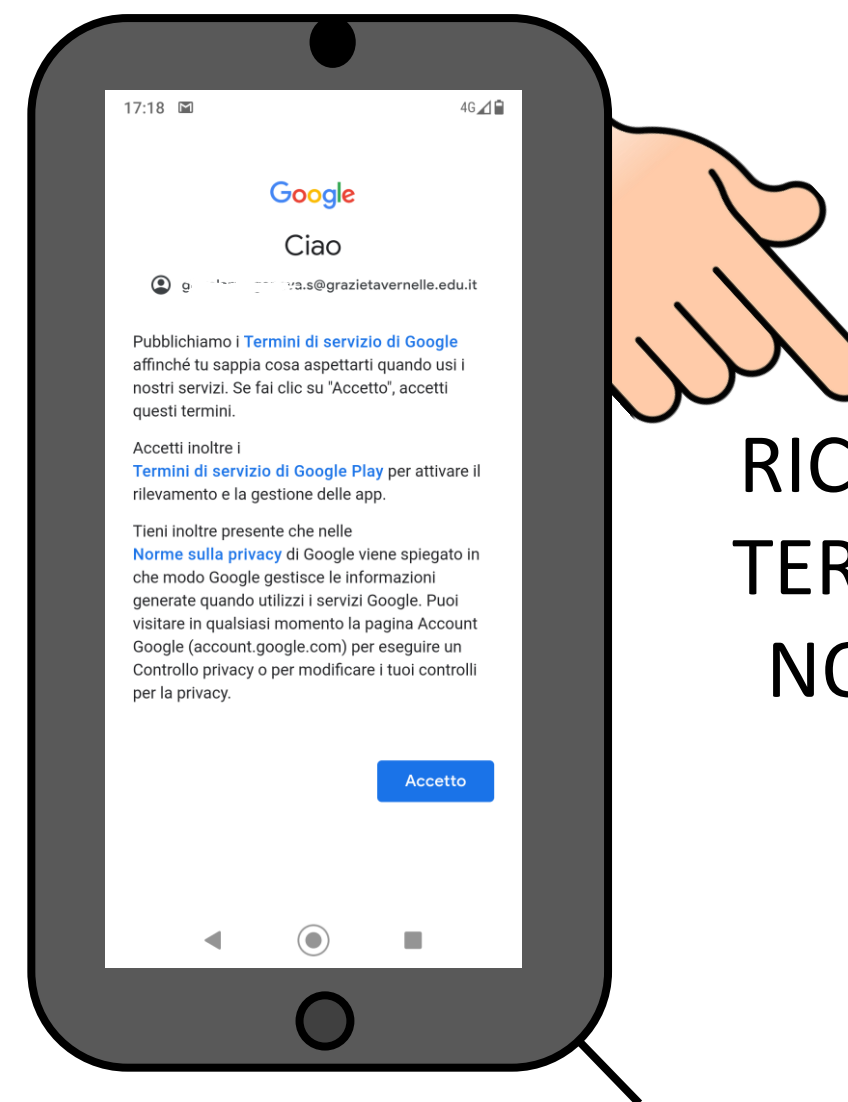 17:18
4G
Google
Ciao
a.s@grazietavernelle.edu.it
Pubblichiamo i Termini di servizio di Google
affinché tu sappia cosa aspettarti quando usi i
nostri servizi. Se fai clic su "Accetto", accetti
questi termini.
Accetti inoltre i
Termini di servizio di Google Play per attivare il
rilevamento e la gestione delle app.
Tieni inoltre presente che nelle
Norme sulla privacy di Google viene spiegato in
che modo Google gestisce le informazioni
generate quando utilizzi i servizi Google. Puoi
visitare in qualsiasi momento la pagina Account
Google (account.google.com) per eseguire un
Controllo privacy o per modificare i tuoi controlli
per la privacy.
Accetto
RIC
TER
NO